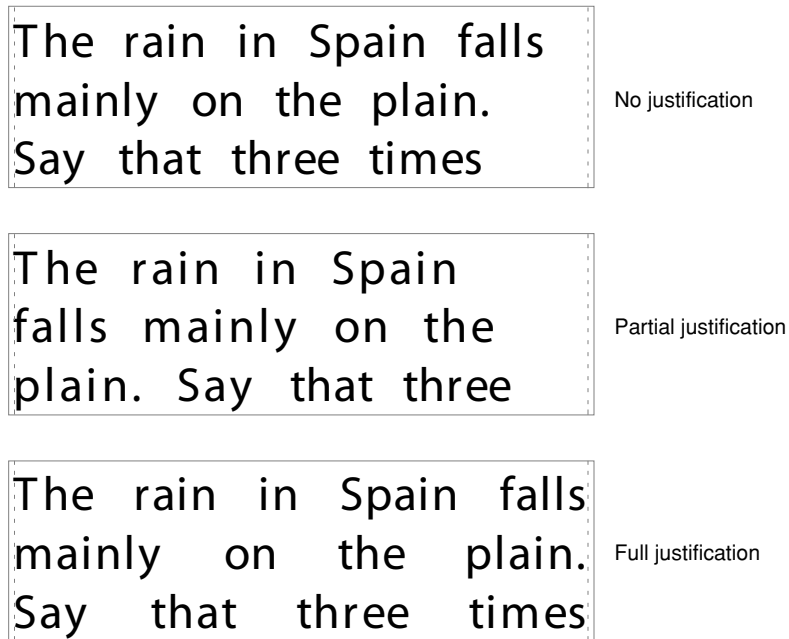 The rain in Spain falls
mainly on the plain.
Say that three times
No justification
The rain in Spain
falls mainly on the
plain. Say that three
Partial justification
The rain in Spain falls
mainly on the plain.
Say that three times
Full justification